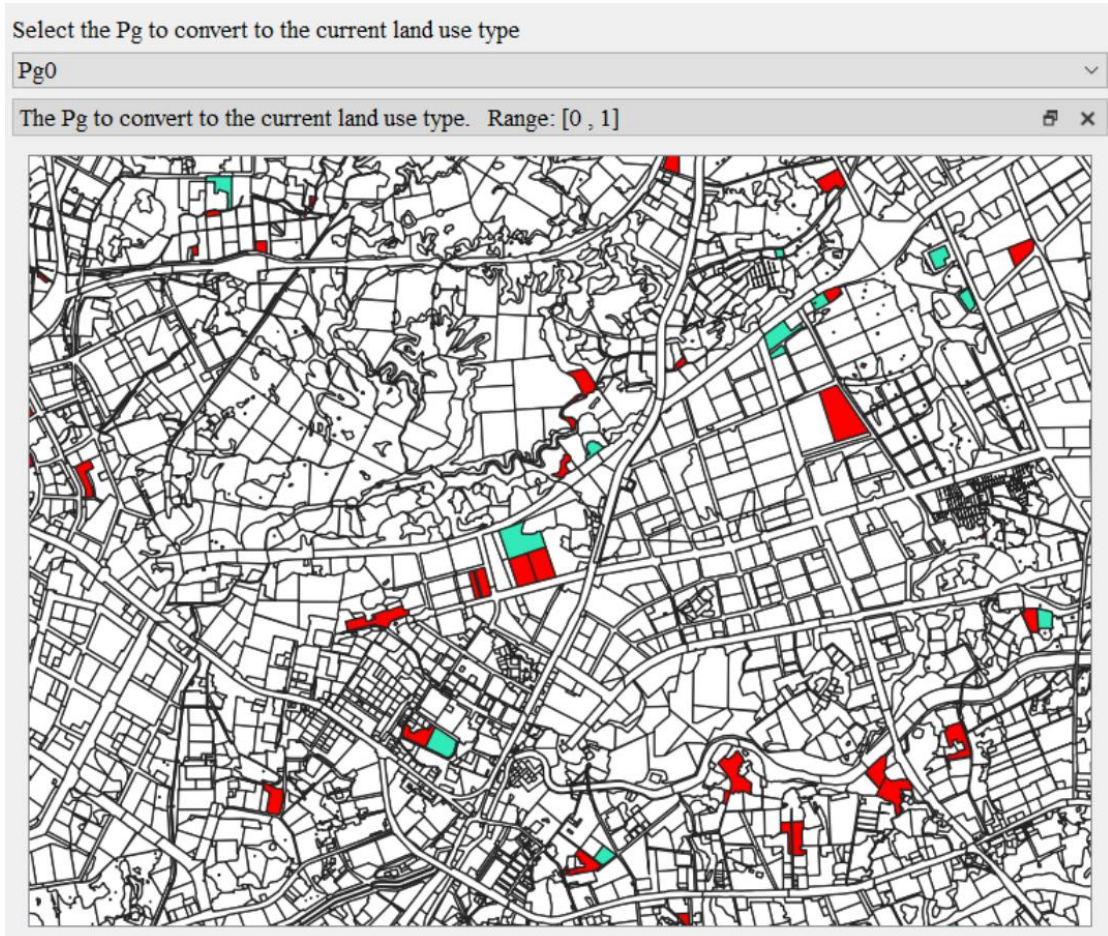 Select the Pg to convert to the current land use type
Pg0
The Pg to convert to the current land use type. Range: [0 , 1]